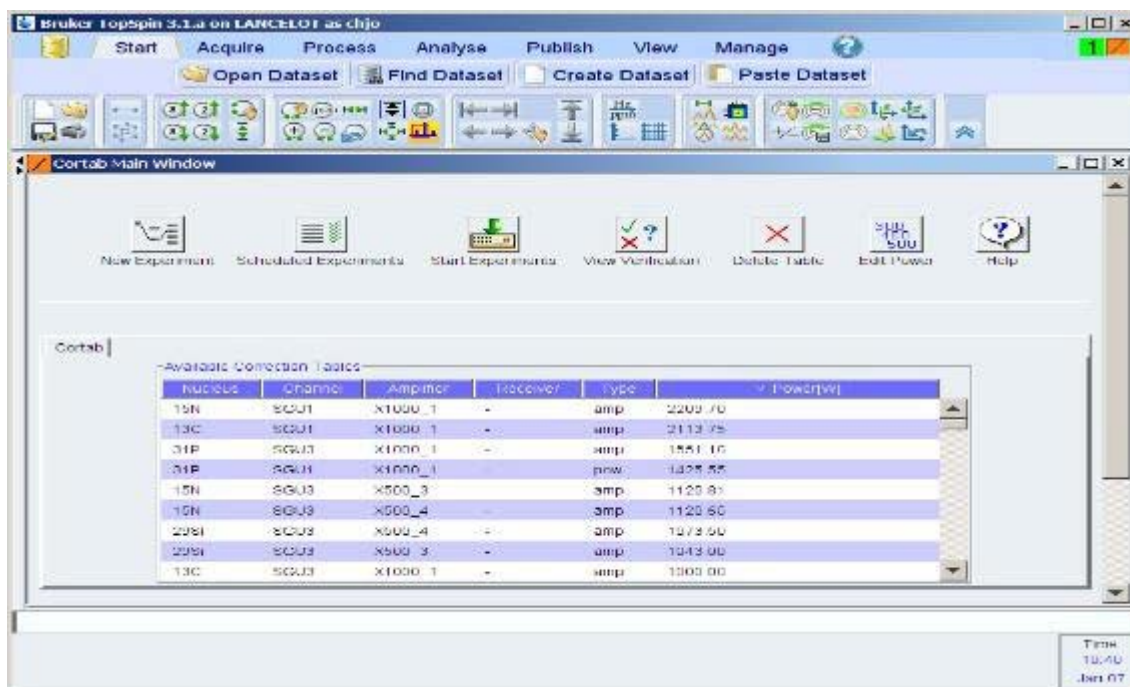 Bruker TopSpin 3.1.a on LANCELOT as chjo
Start Acquire Process Analyse Publish View Manage
1
Open Dataset Find Dataset Create Dataset Paste Dataset
Cortab Main Window
New Experiment Scheduled Experiments Start Experiments View Verification Delete Table Edit Power Help
Cortab
Available Correction Tables
Nucleus Channel Amplifier Receiver Type Power[W]
15N SGU1 X1000_1 - amp
13C SGU1 X1000_1 - amp 2113.75
31P SGU3 X1000_1 - amp
31P SGU1 X1000_1 pow 1425.55
15N SGU3 X500_3 amp
15N SGU3 X500_4 amp
29Si SGU3 X500_4 - amp
29Si SGU3 X500_3 - amp
13C SGU3 X1000_1 - amp 1000.00
Time
Jan 07